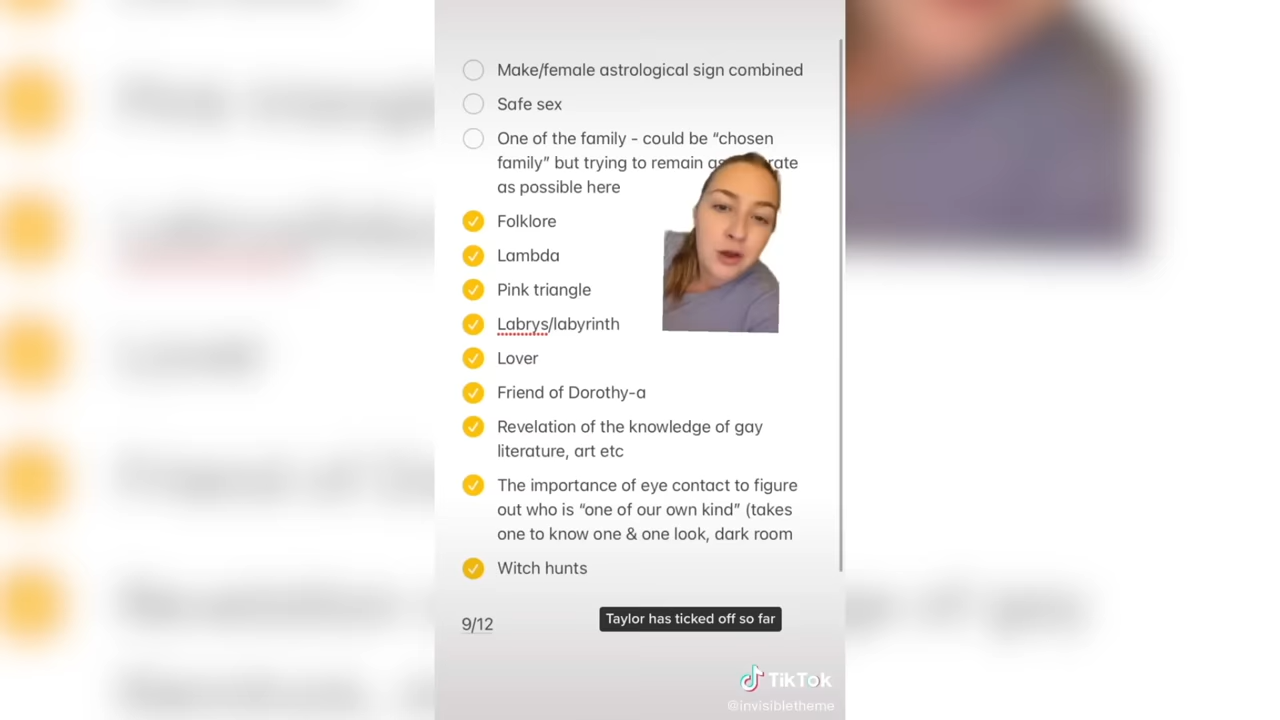 Make/female astrological sign combined
Safe sex
One of the family - could be “chosen
family” but trying to remain as rate
as possible here
Folklore
Lambda
Pink triangle
Labrys/labyrinth
Lover
Friend of Dorothy-a
Revelation of the knowledge of gay
literature, art etc
The importance of eye contact to figure
out who is “one of our own kind” (takes
one to know one & one look, dark room
Witch hunts
9/12
Taylor has ticked off so far
TikTok
@invisibletheme